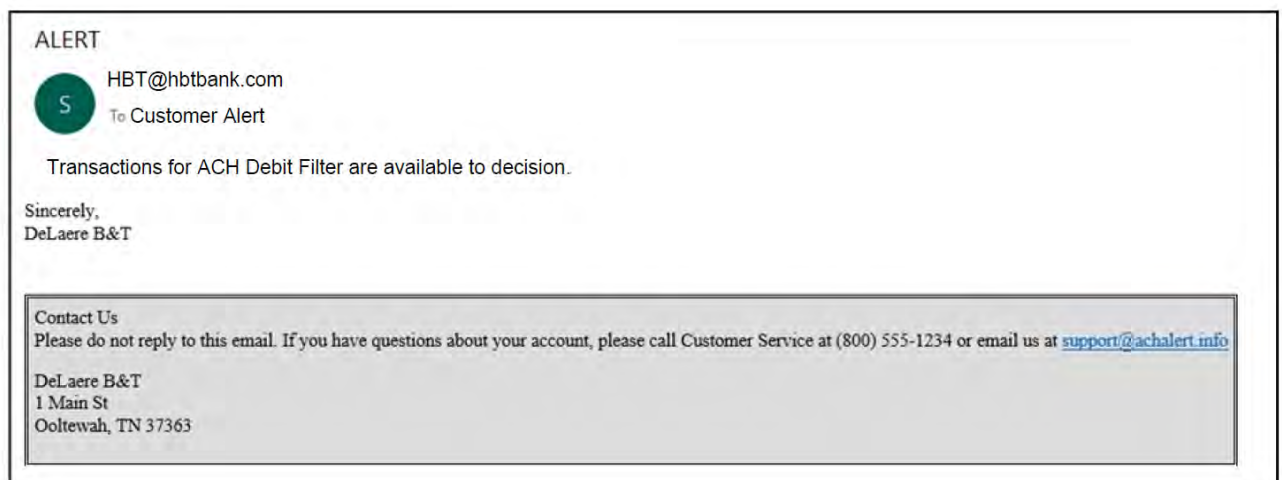 ALERT
S
HBT@hbtbank.com
To Customer Alert
Transactions for ACH Debit Filter are available to decision.
Sincerely,
DeLaere B&T
Contact Us
Please do not reply to this email. If you have questions about your account, please call Customer Service at (800) 555-1234 or email us at support@achalert.info
DeLaere B&T
1 Main St
Ooltewah, TN 37363